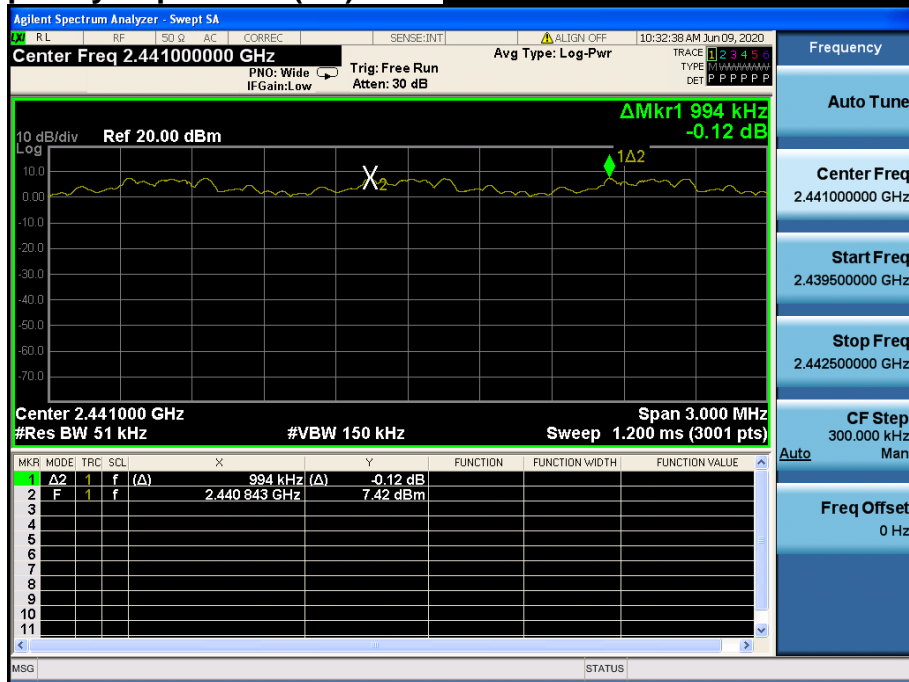 Agilent Spectrum Analyzer - Swept SA
LXI RL RF 50 Ω AC CORREC SENSE:INT ALIGN OFF 10:32:38 AM Jun 09, 2020
Center Freq 2.441000000 GHz
PNO: Wide
IFGain:Low
Trig: Free Run
Atten: 30 dB
Avg Type: Log-Pwr
TRACE 1 2 3 4 5 6
TYPE M
DET P P P P P P
ΔMkr1 994 kHz
-0.12 dB
10 dB/div Ref 20.00 dBm
Log
10.0
0.00
-10.0
-20.0
-30.0
-40.0
-50.0
-60.0
-70.0
1Δ2
X2
Center 2.441000 GHz Span 3.000 MHz
#Res BW 51 kHz #VBW 150 kHz Sweep 1.200 ms (3001 pts)
MKR MODE TRC SCL X Y FUNCTION FUNCTION WIDTH FUNCTION VALUE
1 Δ2 1 f (Δ) 994 kHz (Δ) -0.12 dB
2 F 1 f 2.440 843 GHz 7.42 dBm
3
4
5
6
7
8
9
10
11
MSG STATUS
Frequency
Auto Tune
Center Freq
2.441000000 GHz
Start Freq
2.439500000 GHz
Stop Freq
2.442500000 GHz
CF Step
300.000 kHz
Auto Man
Freq Offset
0 Hz